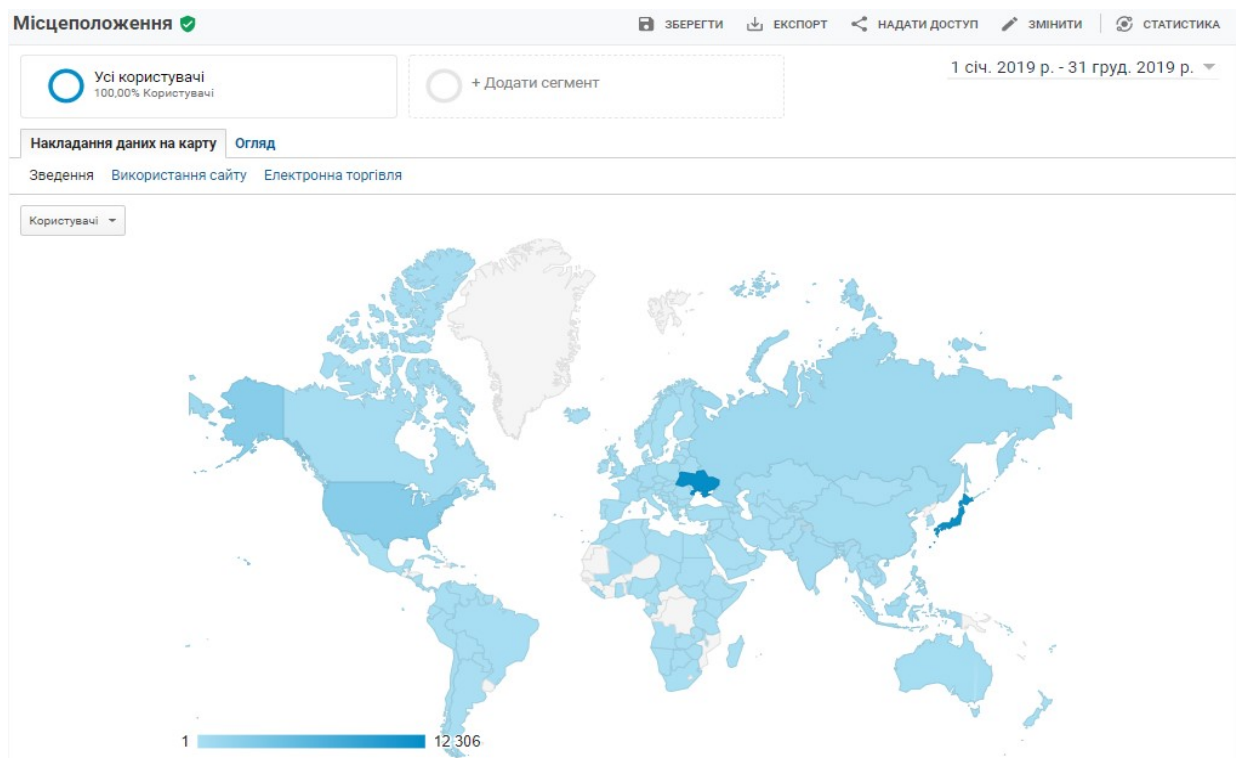 Місцеположення
ЗБЕРЕГТИ ЕКСПОРТ НАДАТИ ДОСТУП ЗМІНИТИ СТАТИСТИКА
Усі користувачі
100,00% Користувачі
+ Додати сегмент
1 січ. 2019 р. - 31 груд. 2019 р.
Накладання даних на карту Огляд
Зведення Використання сайту Електронна торгівля
Користувачі
1 12 306